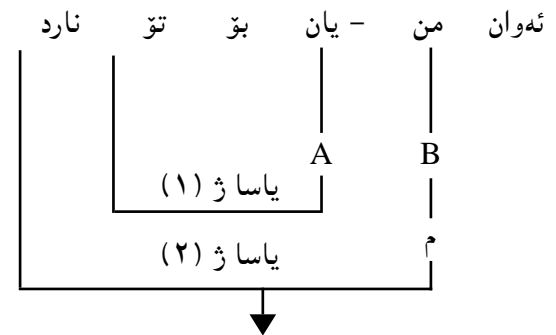 ئەوان من - یان بۆ تۆ نارد
B A
یاسا ژ (١)
م
یاسا ژ (٢)